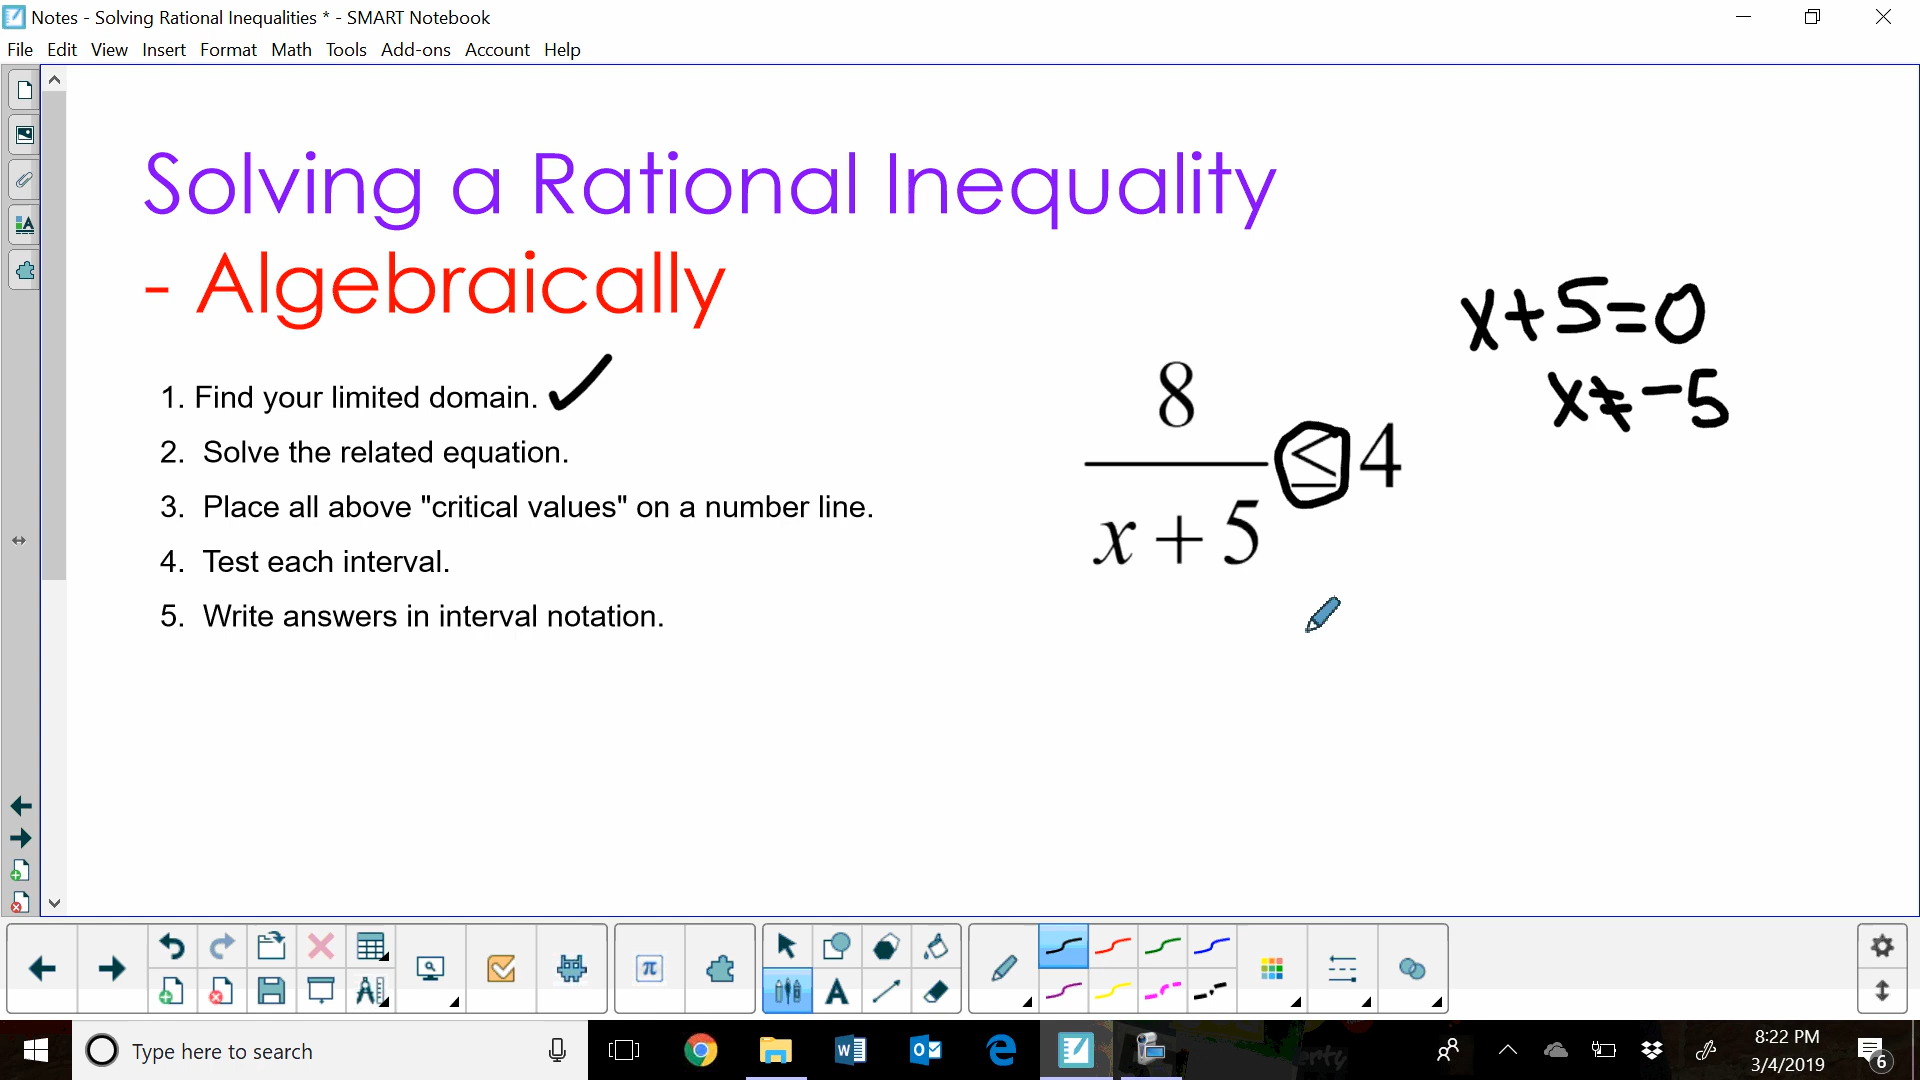 Notes - Solving Rational Inequalities * - SMART Notebook
File Edit View Insert Format Math Tools Add-ons Account Help
Solving a Rational Inequality
- Algebraically
x+5=0
x≠-5
1. Find your limited domain. ✓
2. Solve the related equation.
3. Place all above "critical values" on a number line.
4. Test each interval.
5. Write answers in interval notation.
8
≤ 4
x + 5
π
A
Type here to search
8:22 PM
3/4/2019
6